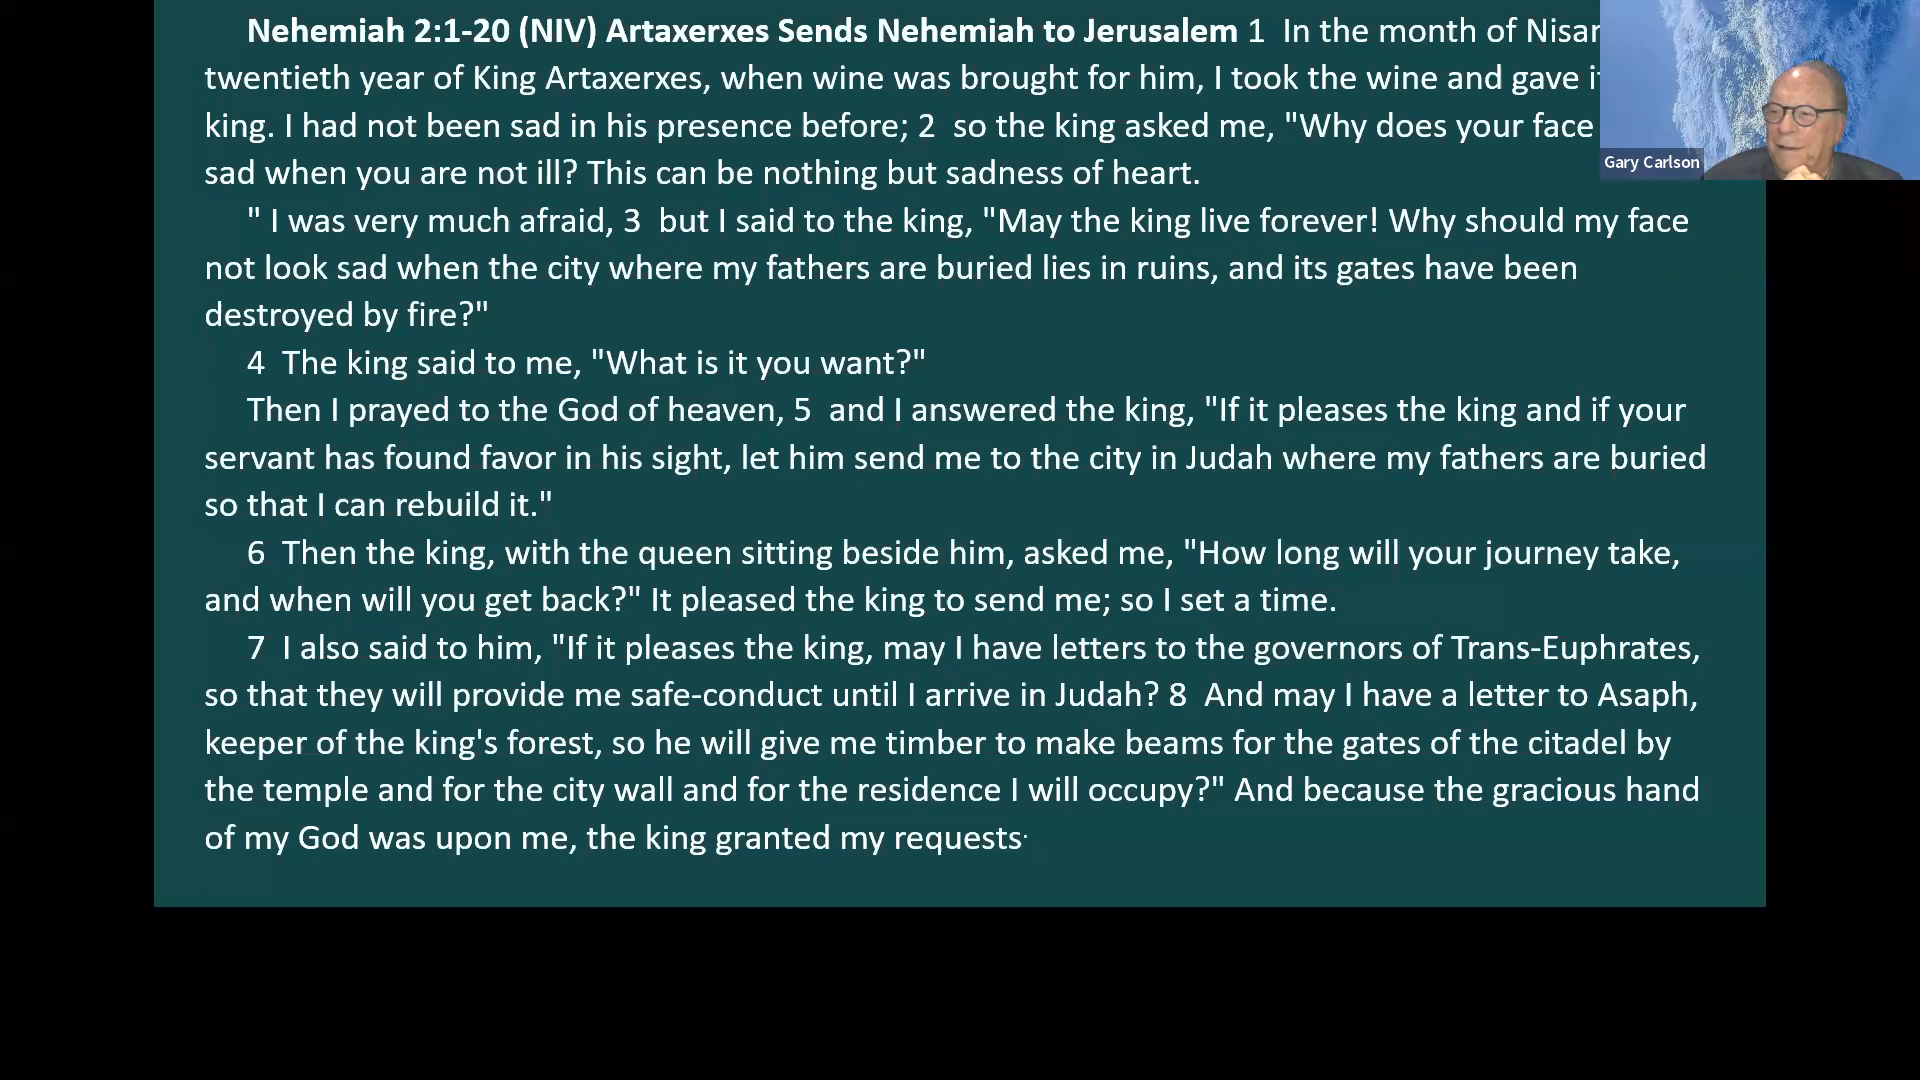 Nehemiah 2:1-20 (NIV) Artaxerxes Sends Nehemiah to Jerusalem 1 In the month of
twentieth year of King Artaxerxes, when wine was brought for him, I took the wine and gave
king. I had not been sad in his presence before; 2 so the king asked me, "Why does your face
sad when you are not ill? This can be nothing but sadness of heart.
" I was very much afraid, 3 but I said to the king, "May the king live forever! Why should my face
not look sad when the city where my fathers are buried lies in ruins, and its gates have been
destroyed by fire?"
4 The king said to me, "What is it you want?"
Then I prayed to the God of heaven, 5 and I answered the king, "If it pleases the king and if your
servant has found favor in his sight, let him send me to the city in Judah where my fathers are buried
so that I can rebuild it."
6 Then the king, with the queen sitting beside him, asked me, "How long will your journey take,
and when will you get back?" It pleased the king to send me; so I set a time.
7 I also said to him, "If it pleases the king, may I have letters to the governors of Trans-Euphrates,
so that they will provide me safe-conduct until I arrive in Judah? 8 And may I have a letter to Asaph,
keeper of the king's forest, so he will give me timber to make beams for the gates of the citadel by
the temple and for the city wall and for the residence I will occupy?" And because the gracious hand
of my God was upon me, the king granted my requests.
Gary Carlson